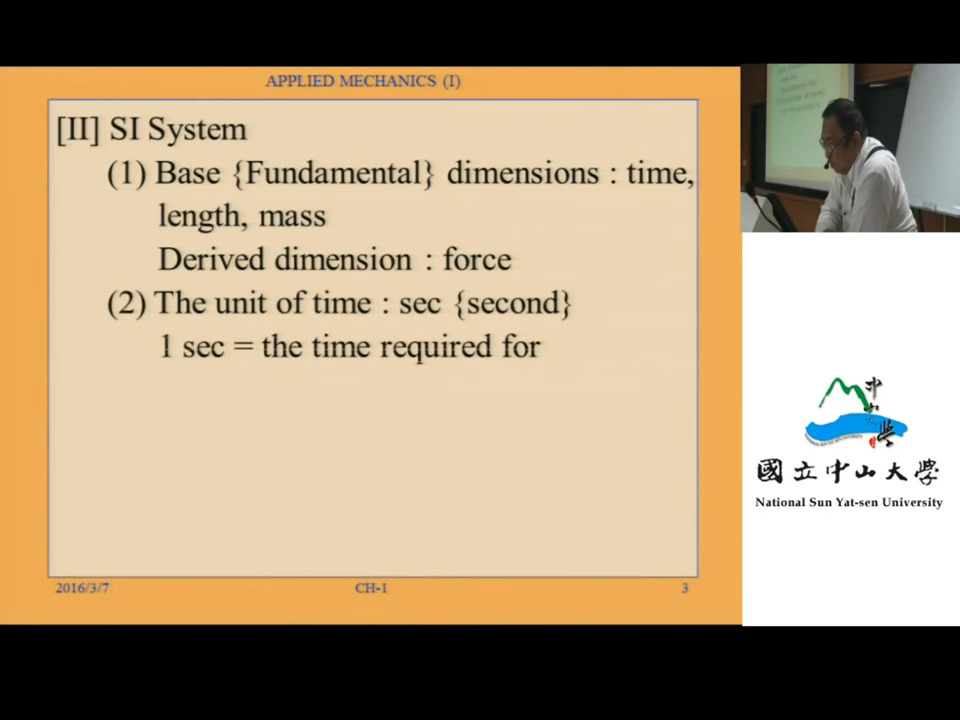 APPLIED MECHANICS (I)
[II] SI System
(1) Base {Fundamental} dimensions : time,
length, mass
Derived dimension : force
(2) The unit of time : sec {second}
1 sec = the time required for
2016/3/7
CH-1
3
國立中山大學
National Sun Yat-sen University